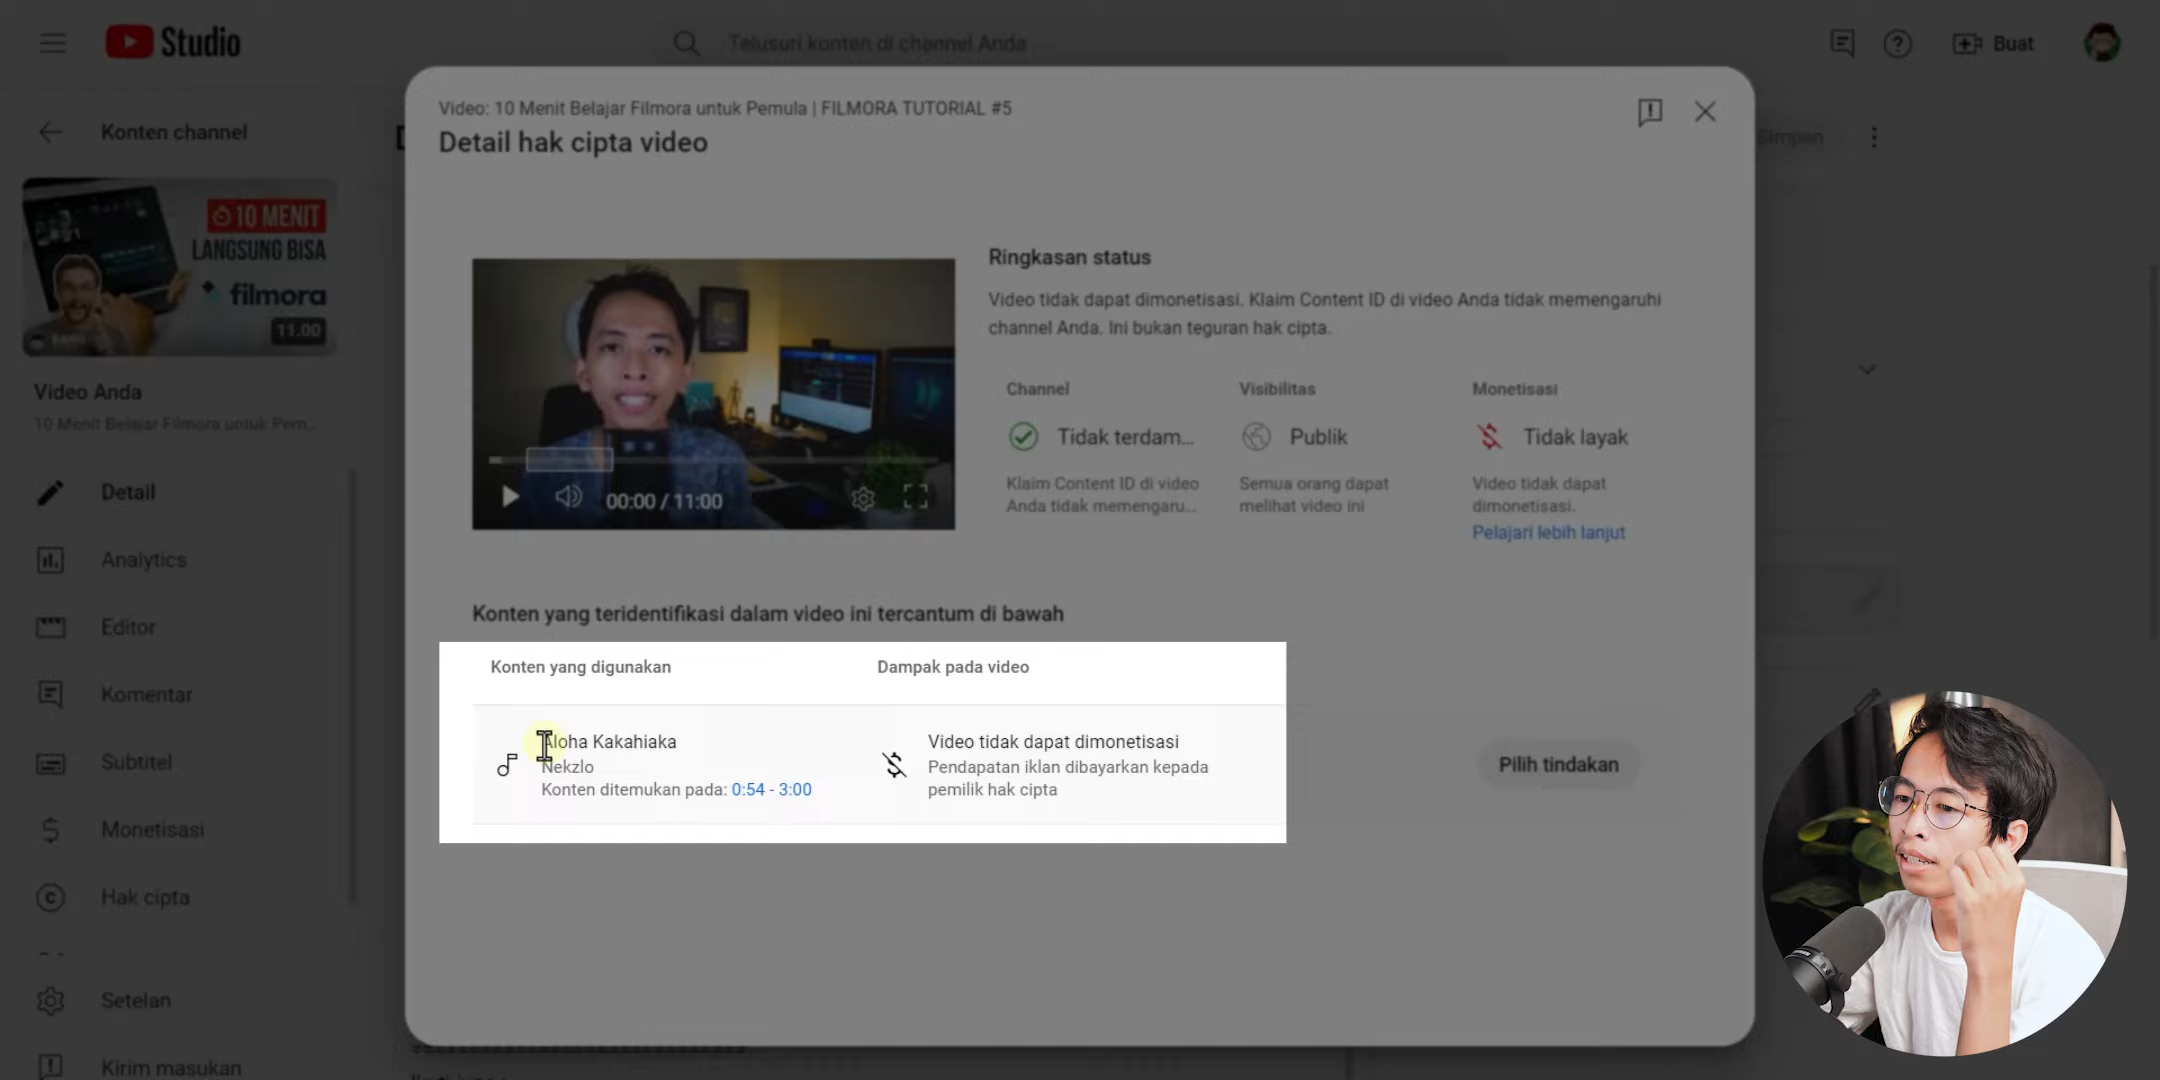 Studio
Telusuri konten di channel Anda
Buat
Konten channel
10 MENIT
LANGSUNG BISA
filmora
11.00
Video Anda
10 Menit Belajar Filmora untuk Pem...
Detail
Analytics
Editor
Komentar
Subtitel
Monetisasi
Hak cipta
Setelan
Kirim masukan
Simpan
Video: 10 Menit Belajar Filmora untuk Pemula | FILMORA TUTORIAL #5
Detail hak cipta video
00:00 / 11:00
Ringkasan status
Video tidak dapat dimonetisasi. Klaim Content ID di video Anda tidak memengaruhi
channel Anda. Ini bukan teguran hak cipta.
Channel
Tidak terdam...
Klaim Content ID di video
Anda tidak memengaru...
Visibilitas
Publik
Semua orang dapat
melihat video ini
Monetisasi
Tidak layak
Video tidak dapat
dimonetisasi.
Pelajari lebih lanjut
Konten yang teridentifikasi dalam video ini tercantum di bawah
Konten yang digunakan
Dampak pada video
Aloha Kakahiaka
Nekzlo
Konten ditemukan pada: 0:54 - 3:00
Video tidak dapat dimonetisasi
Pendapatan iklan dibayarkan kepada
pemilik hak cipta
Pilih tindakan